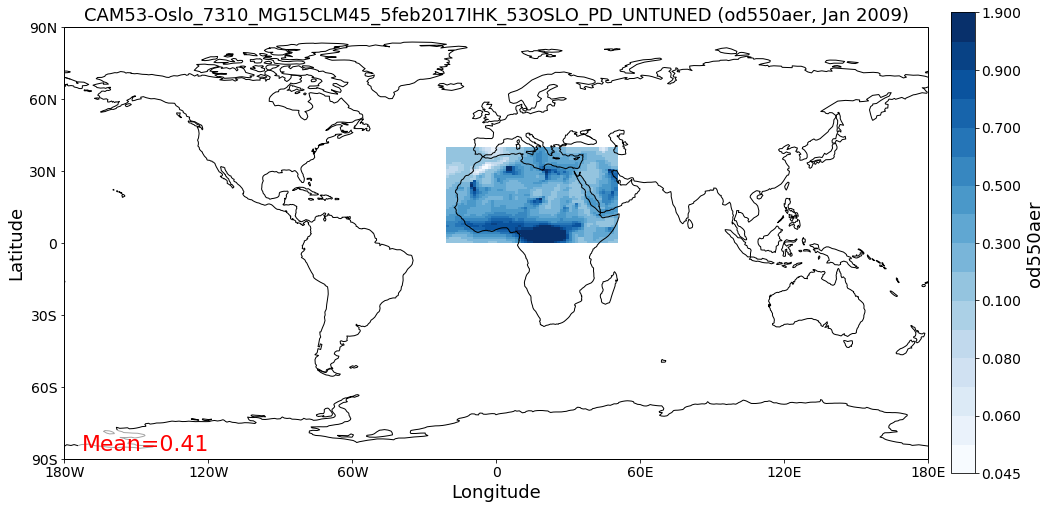 CAM53-Oslo_7310_MG15CLM45_5feb2017IHK_53OSLO_PD_UNTUNED (od550aer, Jan 2009)
90N
60N
30N
0
30S
60S
90S
Latitude
Mean=0.41
180W
120W
60W
0
60E
120E
180E
Longitude
1.900
0.900
0.700
0.500
0.300
0.100
0.080
0.060
0.045
od550aer